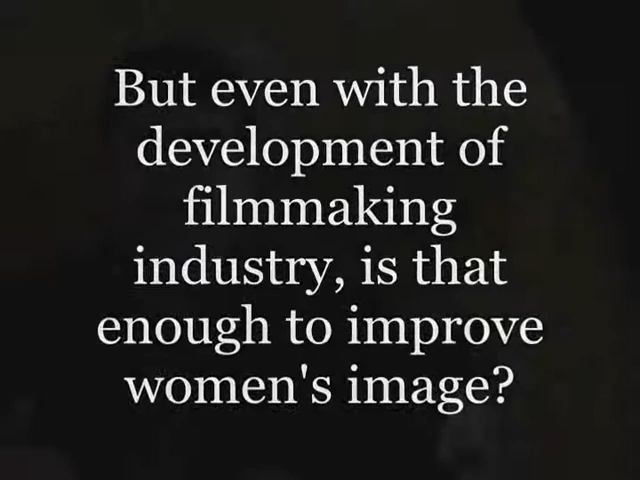 But even with the
development of
filmmaking
industry, is that
enough to improve
women's image?